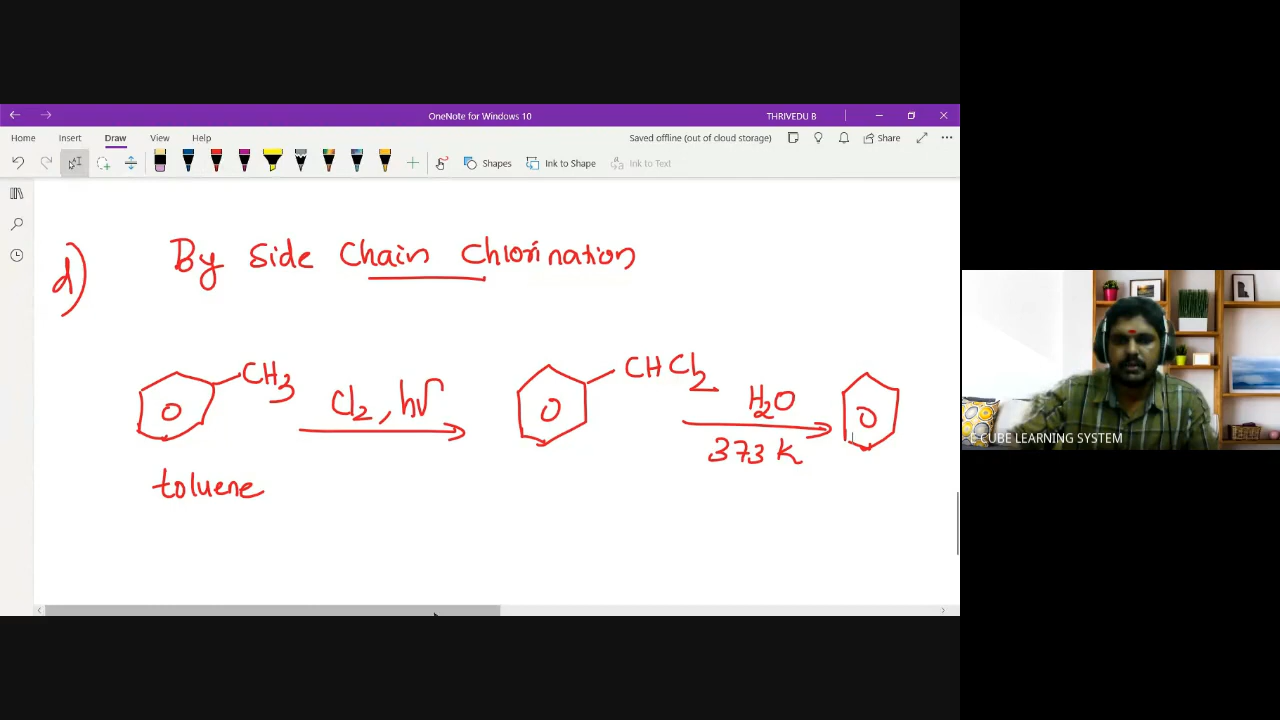 OneNote for Windows 10
THRIVEDU B
Home Insert Draw View Help
Saved offline (out of cloud storage)
Share
Shapes
Ink to Shape
Ink to Text
d) By Side Chain Chlorination
CH3
Cl2, hν
CHCl2
H2O
373 K
toluene
E CUBE LEARNING SYSTEM